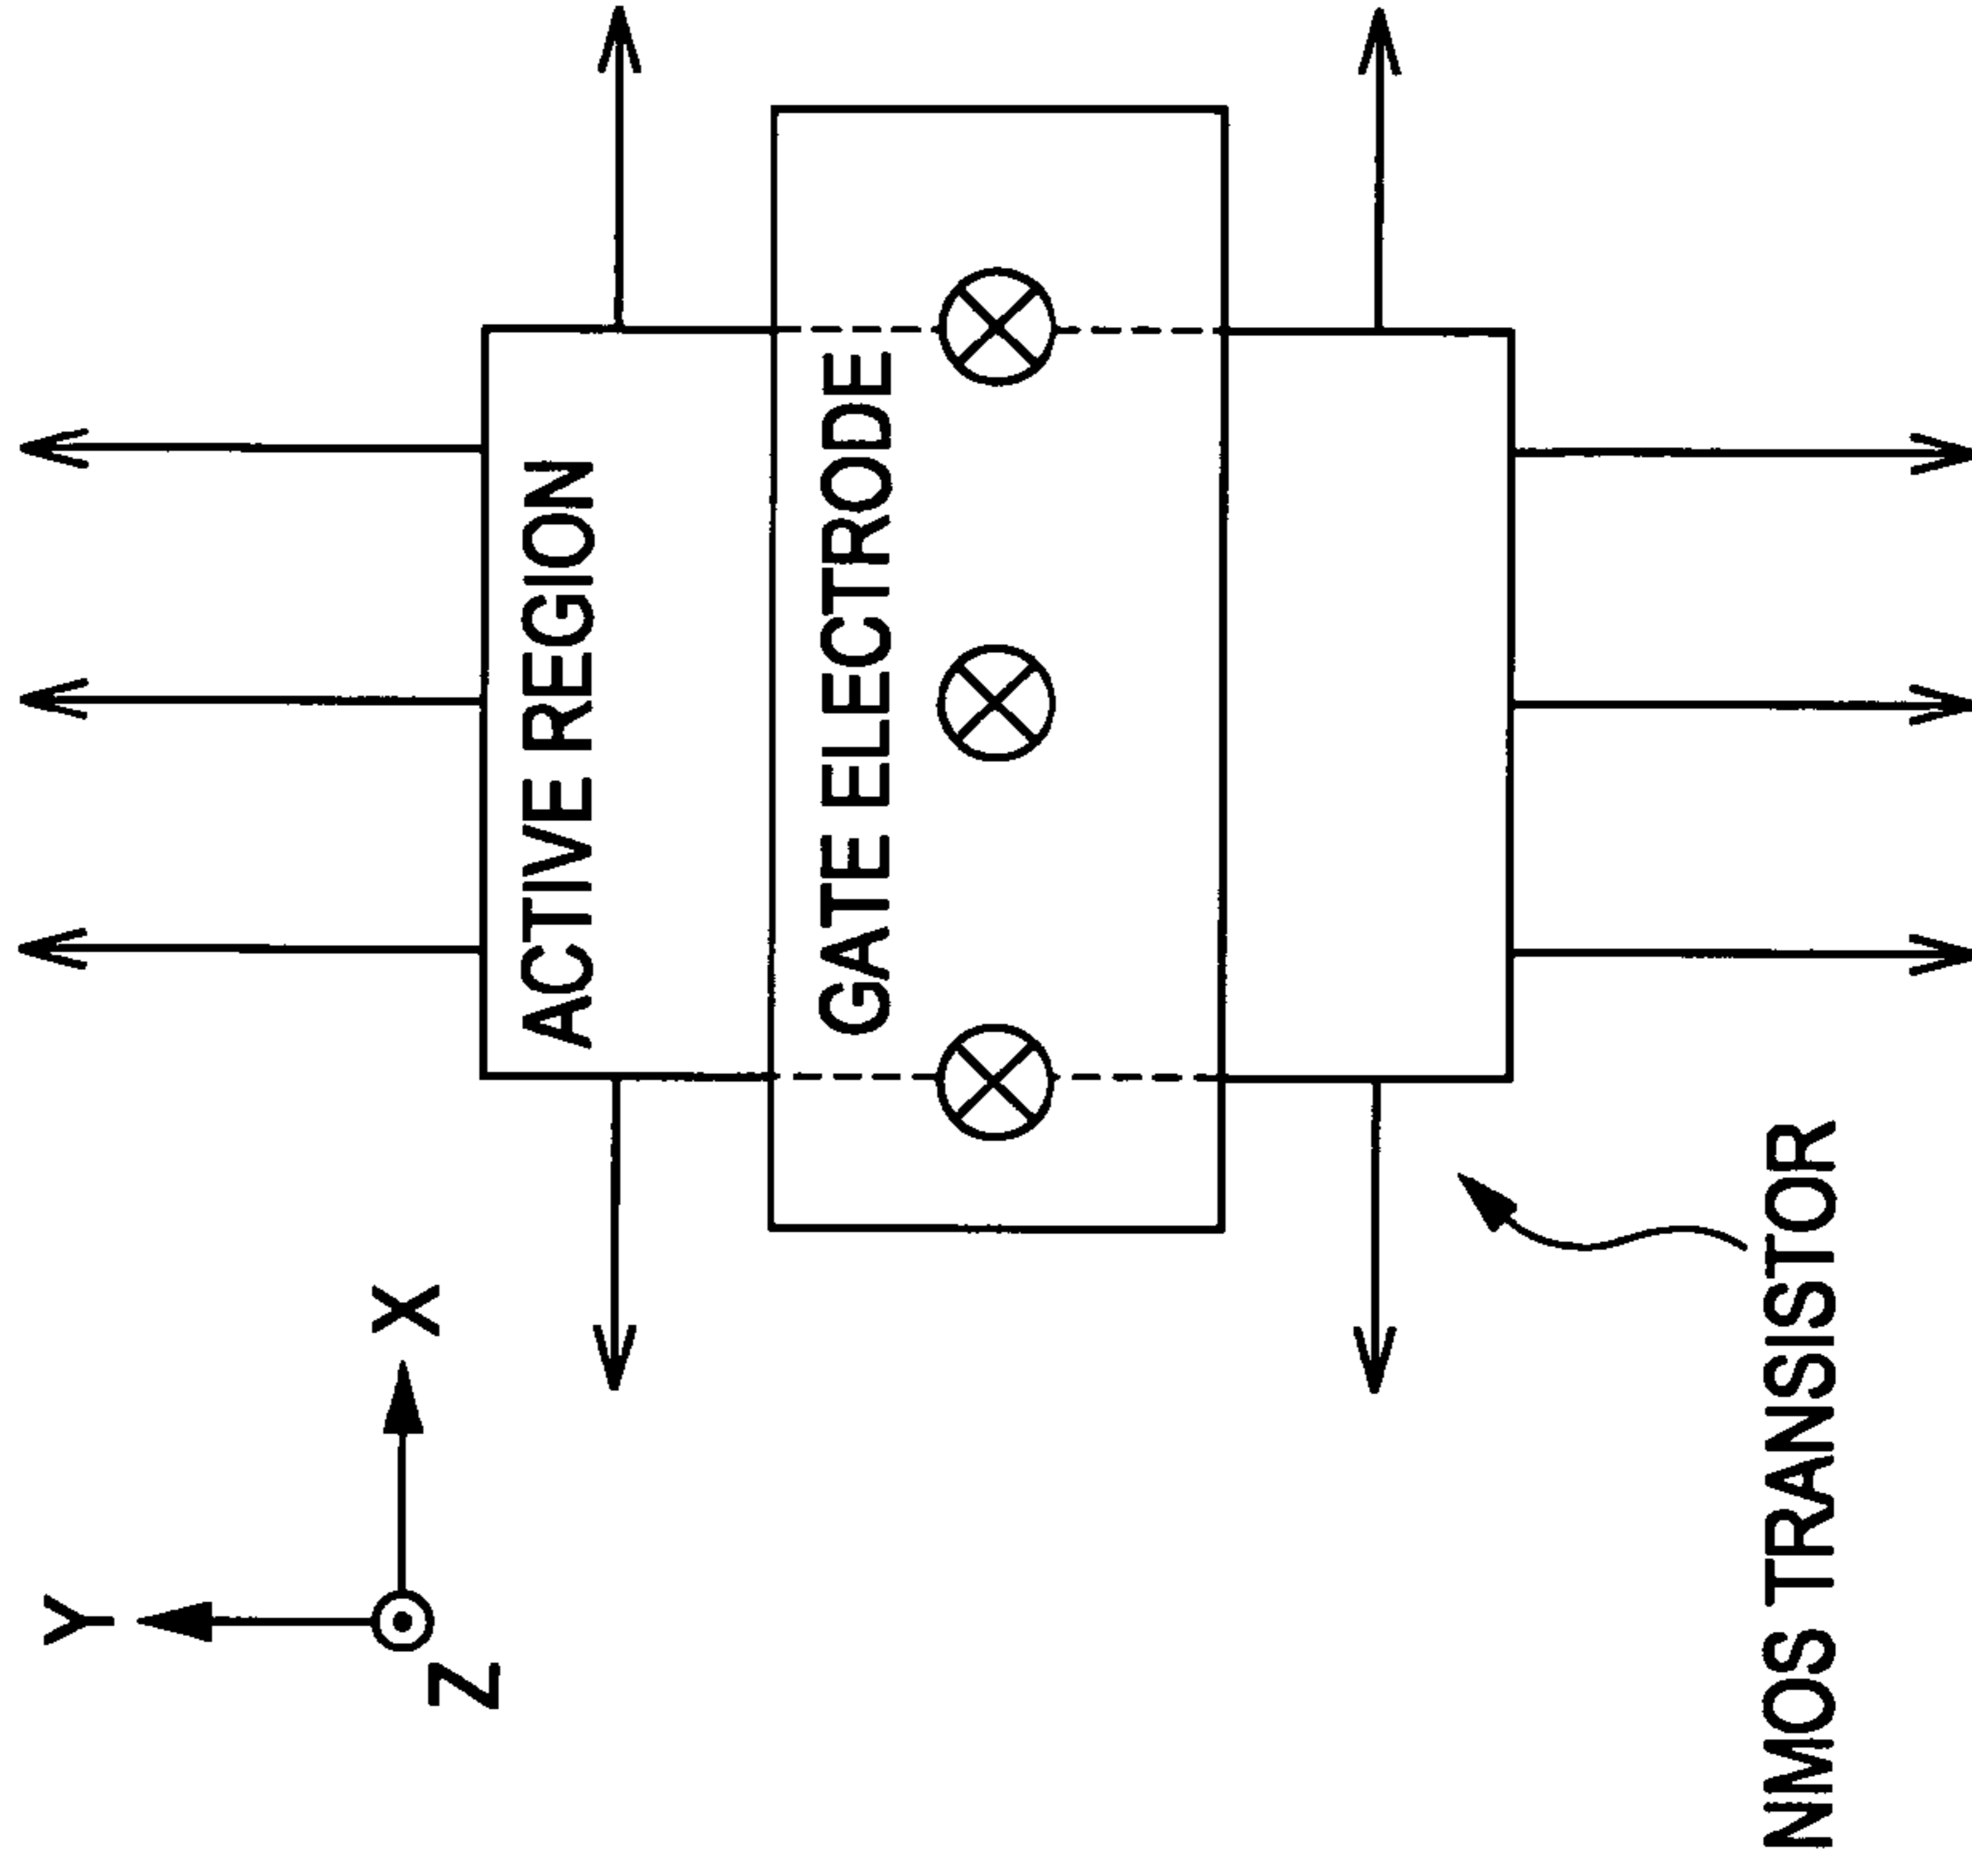 Y
X
Z
ACTIVE REGION
GATE ELECTRODE
NMOS TRANSISTOR